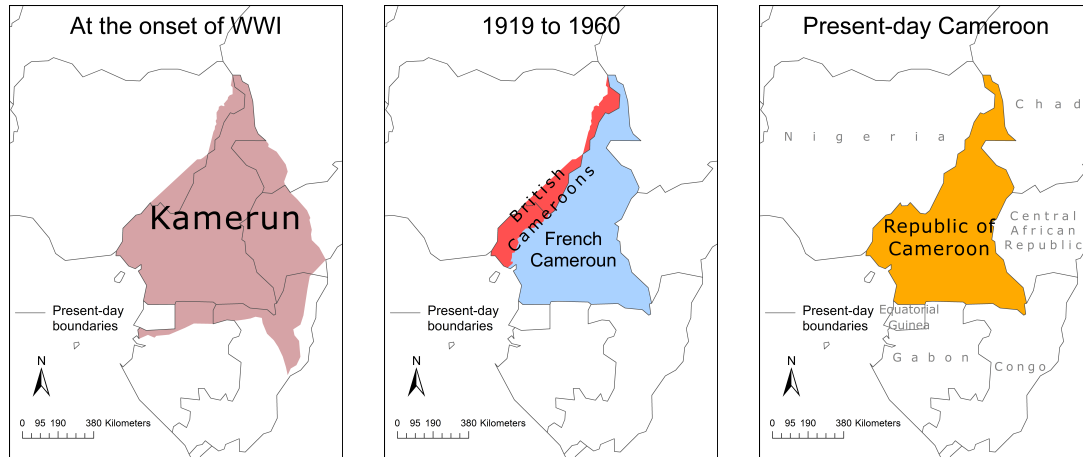 At the onset of WWI
Kamerun
Present-day
boundaries
N
0 95 190 380 Kilometers
1919 to 1960
British
Cameroons
French
Cameroun
Present-day
boundaries
N
0 95 190 380 Kilometers
Present-day Cameroon
Chad
Nigeria
Central
African
Republic
Republic of
Cameroon
Equatorial
Guinea
Gabon
Congo
Present-day
boundaries
N
0 95 190 380 Kilometers